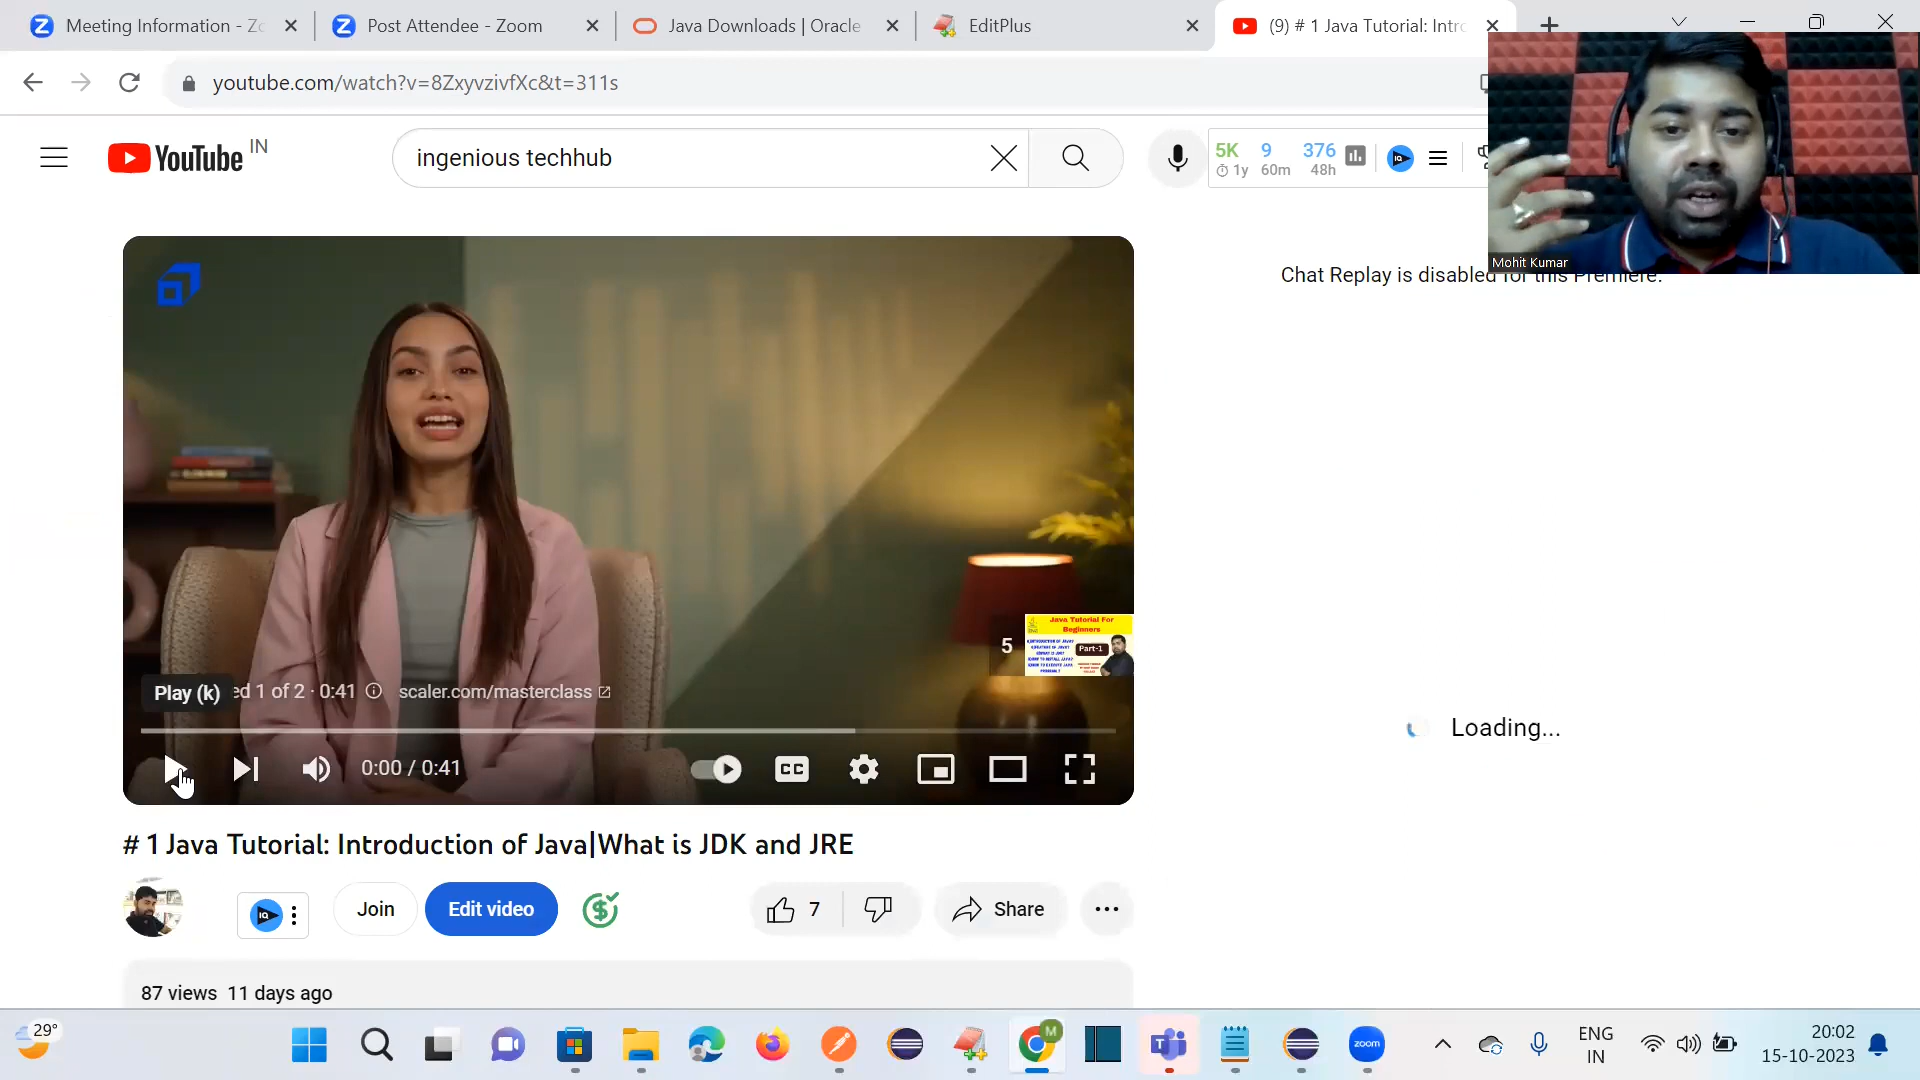 Meeting Information - Zo
Post Attendee - Zoom
Java Downloads | Oracle
EditPlus
(9) # 1 Java Tutorial: Intro
youtube.com/watch?v=8ZxyvzivfXc&t=311s
YouTube IN
ingenious techhub
5K 9 376
1y 60m 48h
Mohit Kumar
Chat Replay is disabled for this Premiere.
Java Tutorial For
Beginners
Part-1
5
Play (k)
ed 1 of 2 · 0:41 scaler.com/masterclass
Loading...
0:00 / 0:41
CC
# 1 Java Tutorial: Introduction of Java|What is JDK and JRE
Join
Edit video
7
Share
87 views 11 days ago
29°
M
zoom
ENG
IN
20:02
15-10-2023